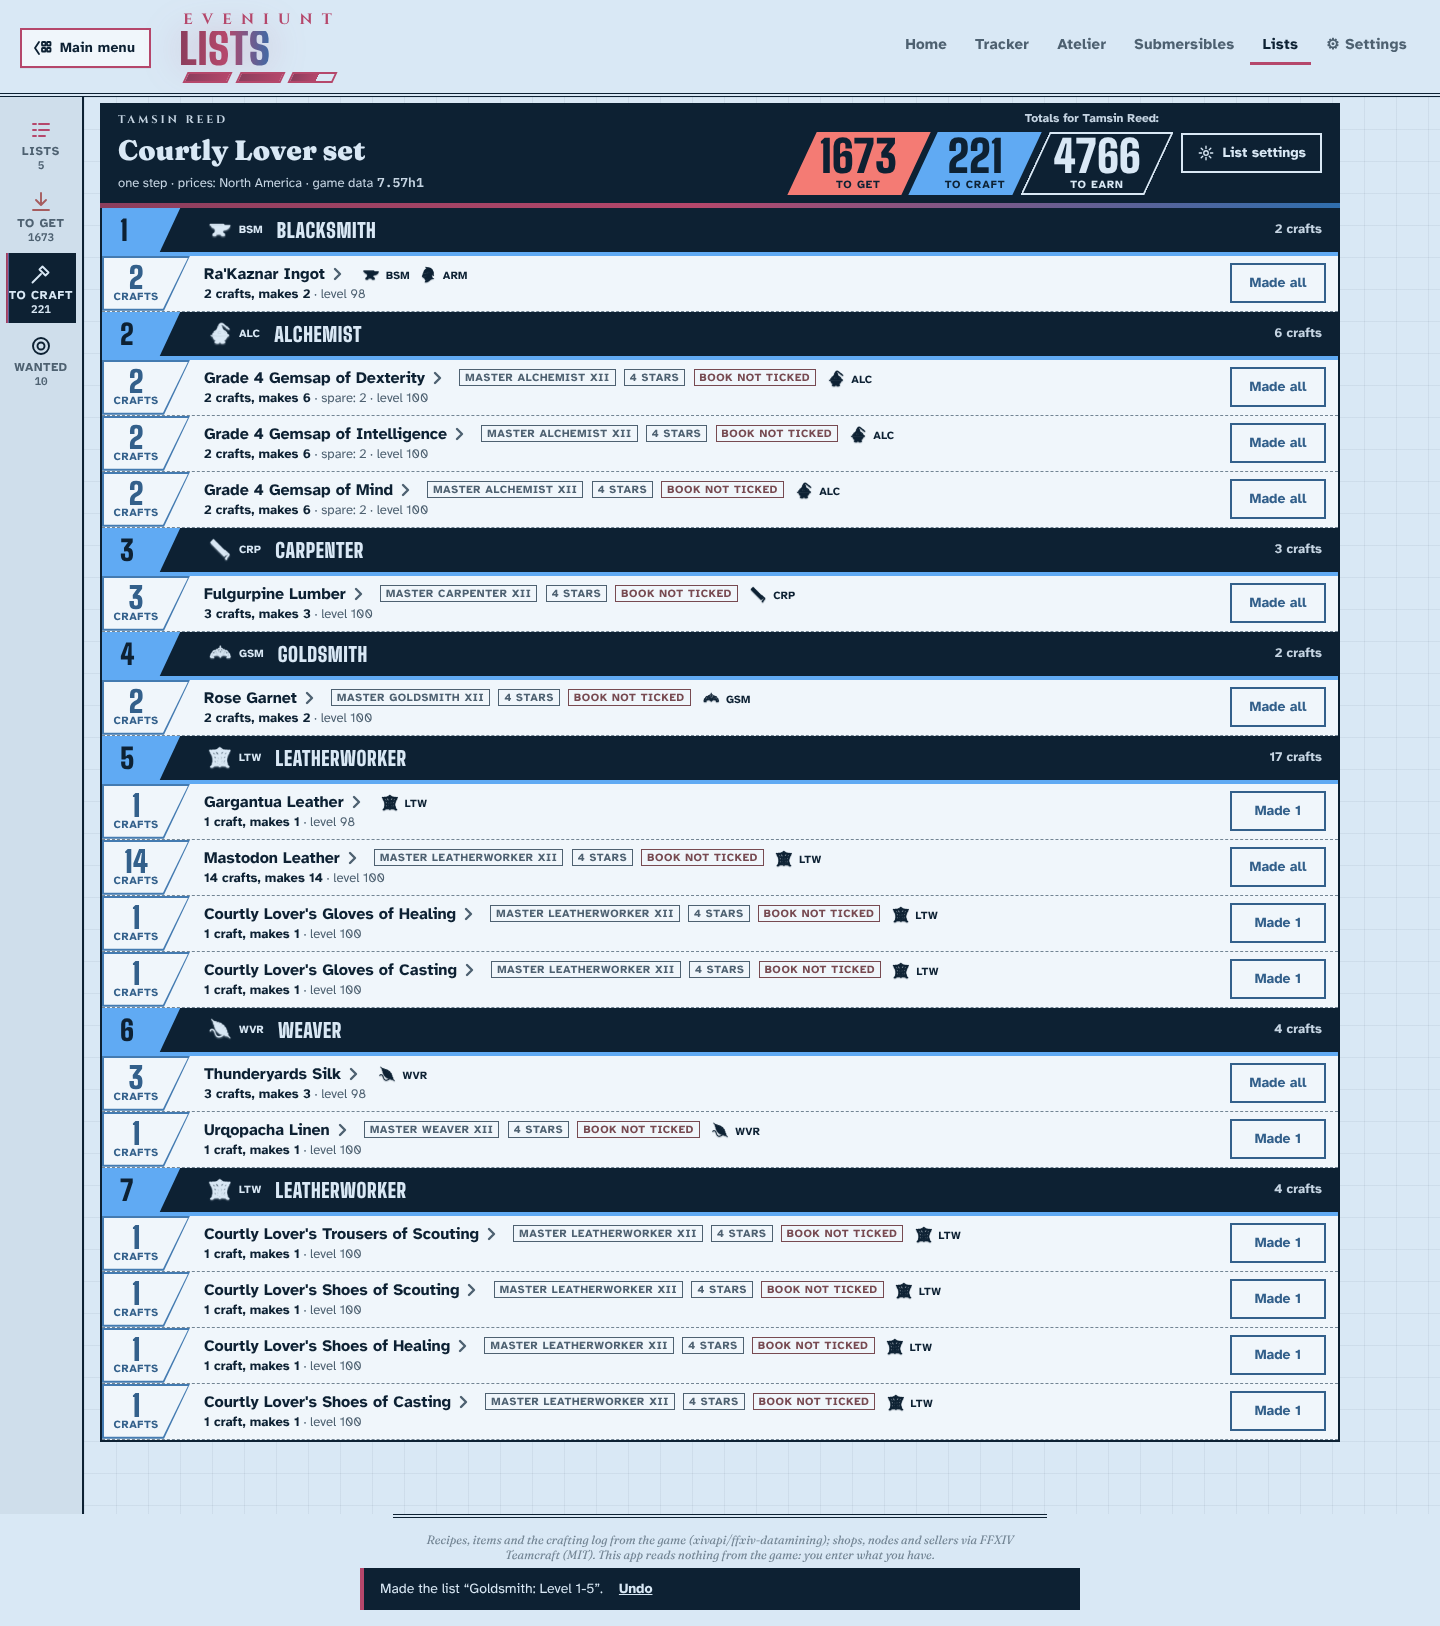 Main menu
EVENIUNT
LISTS
Home
Tracker
Atelier
Submersibles
Lists
Settings
LISTS
5
TO GET
1673
TO CRAFT
221
WANTED
10
TAMSIN REED
Courtly Lover set
one step · prices: North America · game data 7.57h1
Totals for Tamsin Reed:
1673
TO GET
221
TO CRAFT
4766
TO EARN
List settings
1 BSM BLACKSMITH 2 crafts
2 CRAFTS
Ra'Kaznar Ingot BSM ARM
2 crafts, makes 2 · level 98
Made all
2 ALC ALCHEMIST 6 crafts
2 CRAFTS
Grade 4 Gemsap of Dexterity MASTER ALCHEMIST XII 4 STARS BOOK NOT TICKED ALC
2 crafts, makes 6 · spare: 2 · level 100
Made all
2 CRAFTS
Grade 4 Gemsap of Intelligence MASTER ALCHEMIST XII 4 STARS BOOK NOT TICKED ALC
2 crafts, makes 6 · spare: 2 · level 100
Made all
2 CRAFTS
Grade 4 Gemsap of Mind MASTER ALCHEMIST XII 4 STARS BOOK NOT TICKED ALC
2 crafts, makes 6 · spare: 2 · level 100
Made all
3 CRP CARPENTER 3 crafts
3 CRAFTS
Fulgurpine Lumber MASTER CARPENTER XII 4 STARS BOOK NOT TICKED CRP
3 crafts, makes 3 · level 100
Made all
4 GSM GOLDSMITH 2 crafts
2 CRAFTS
Rose Garnet MASTER GOLDSMITH XII 4 STARS BOOK NOT TICKED GSM
2 crafts, makes 2 · level 100
Made all
5 LTW LEATHERWORKER 17 crafts
1 CRAFTS
Gargantua Leather LTW
1 craft, makes 1 · level 98
Made 1
14 CRAFTS
Mastodon Leather MASTER LEATHERWORKER XII 4 STARS BOOK NOT TICKED LTW
14 crafts, makes 14 · level 100
Made all
1 CRAFTS
Courtly Lover's Gloves of Healing MASTER LEATHERWORKER XII 4 STARS BOOK NOT TICKED LTW
1 craft, makes 1 · level 100
Made 1
1 CRAFTS
Courtly Lover's Gloves of Casting MASTER LEATHERWORKER XII 4 STARS BOOK NOT TICKED LTW
1 craft, makes 1 · level 100
Made 1
6 WVR WEAVER 4 crafts
3 CRAFTS
Thunderyards Silk WVR
3 crafts, makes 3 · level 98
Made all
1 CRAFTS
Urqopacha Linen MASTER WEAVER XII 4 STARS BOOK NOT TICKED WVR
1 craft, makes 1 · level 100
Made 1
7 LTW LEATHERWORKER 4 crafts
1 CRAFTS
Courtly Lover's Trousers of Scouting MASTER LEATHERWORKER XII 4 STARS BOOK NOT TICKED LTW
1 craft, makes 1 · level 100
Made 1
1 CRAFTS
Courtly Lover's Shoes of Scouting MASTER LEATHERWORKER XII 4 STARS BOOK NOT TICKED LTW
1 craft, makes 1 · level 100
Made 1
1 CRAFTS
Courtly Lover's Shoes of Healing MASTER LEATHERWORKER XII 4 STARS BOOK NOT TICKED LTW
1 craft, makes 1 · level 100
Made 1
1 CRAFTS
Courtly Lover's Shoes of Casting MASTER LEATHERWORKER XII 4 STARS BOOK NOT TICKED LTW
1 craft, makes 1 · level 100
Made 1
Recipes, items and the crafting log from the game (xivapi/ffxiv-datamining); shops, nodes and sellers via FFXIV
Teamcraft (MIT). This app reads nothing from the game: you enter what you have.
Made the list “Goldsmith: Level 1-5”. Undo